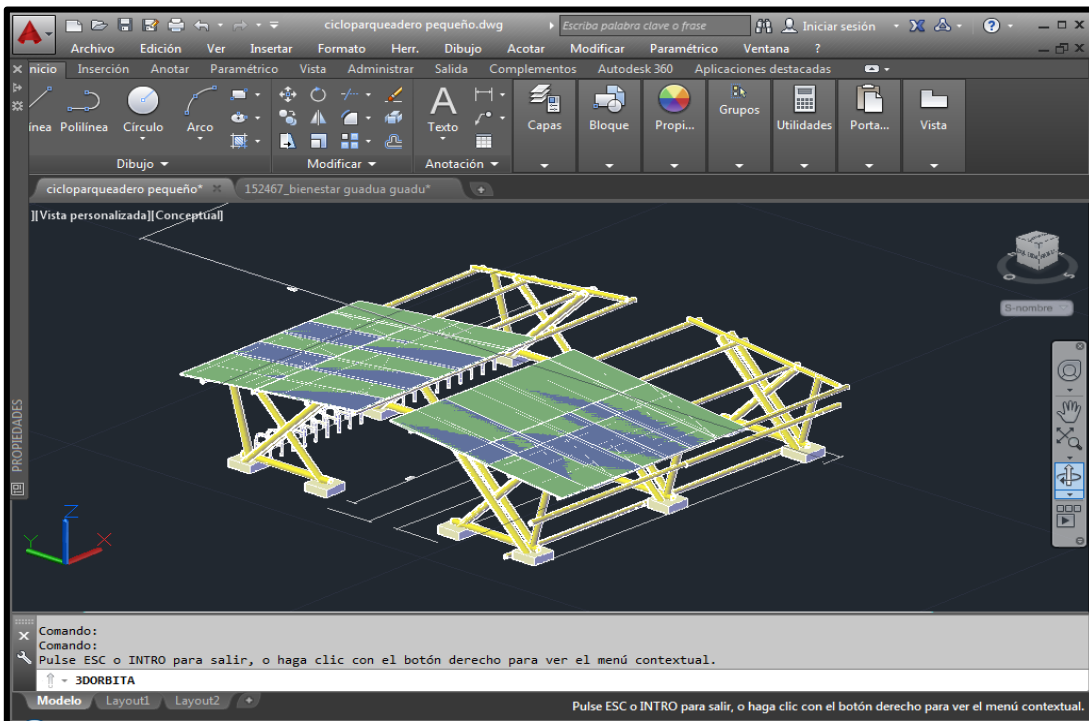 cicloparqueadero pequeño.dwg
Escriba palabra clave o frase
Iniciar sesión
Archivo Edición Ver Insertar Formato Herr. Dibujo Acotar Modificar Paramétrico Ventana ?
nicio Inserción Anotar Paramétrico Vista Administrar Salida Complementos Autodesk 360 Aplicaciones destacadas
ínea Polilínea Círculo Arco
Texto
Capas Bloque Propi... Grupos Utilidades Porta... Vista
Dibujo Modificar Anotación
cicloparqueadero pequeño* 152467_bienestar guadua guadu*
][Vista personalizada][Conceptual]
S-nombre
PROPIEDADES
Z
Y X
Comando:
Comando:
Pulse ESC o INTRO para salir, o haga clic con el botón derecho para ver el menú contextual.
3DORBITA
Modelo Layout1 Layout2 +
Pulse ESC o INTRO para salir, o haga clic con el botón derecho para ver el menú contextual.